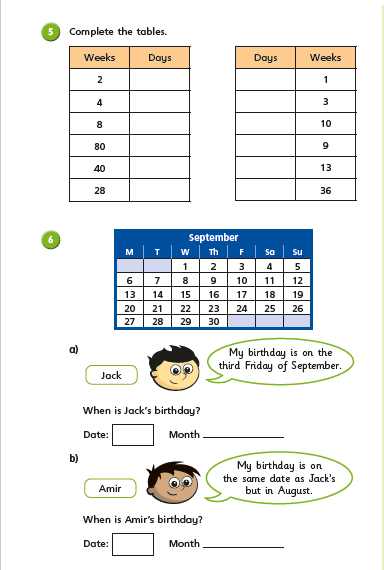 5 Complete the tables.
Weeks Days
2
4
8
80
40
28
Days Weeks
1
3
10
9
13
36
6
September
M T W Th F Sa Su
1 2 3 4 5
6 7 8 9 10 11 12
13 14 15 16 17 18 19
20 21 22 23 24 25 26
27 28 29 30
a)
Jack
My birthday is on the
third Friday of September.
When is Jack's birthday?
Date: Month
b)
Amir
My birthday is on
the same date as Jack's
but in August.
When is Amir's birthday?
Date: Month